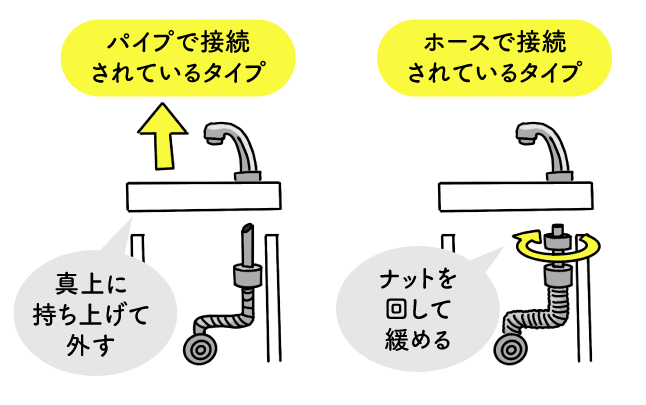 パイプで接続
されているタイプ
ホースで接続
されているタイプ
真上に
持ち上げて
外す
ナットを
回して
緩める